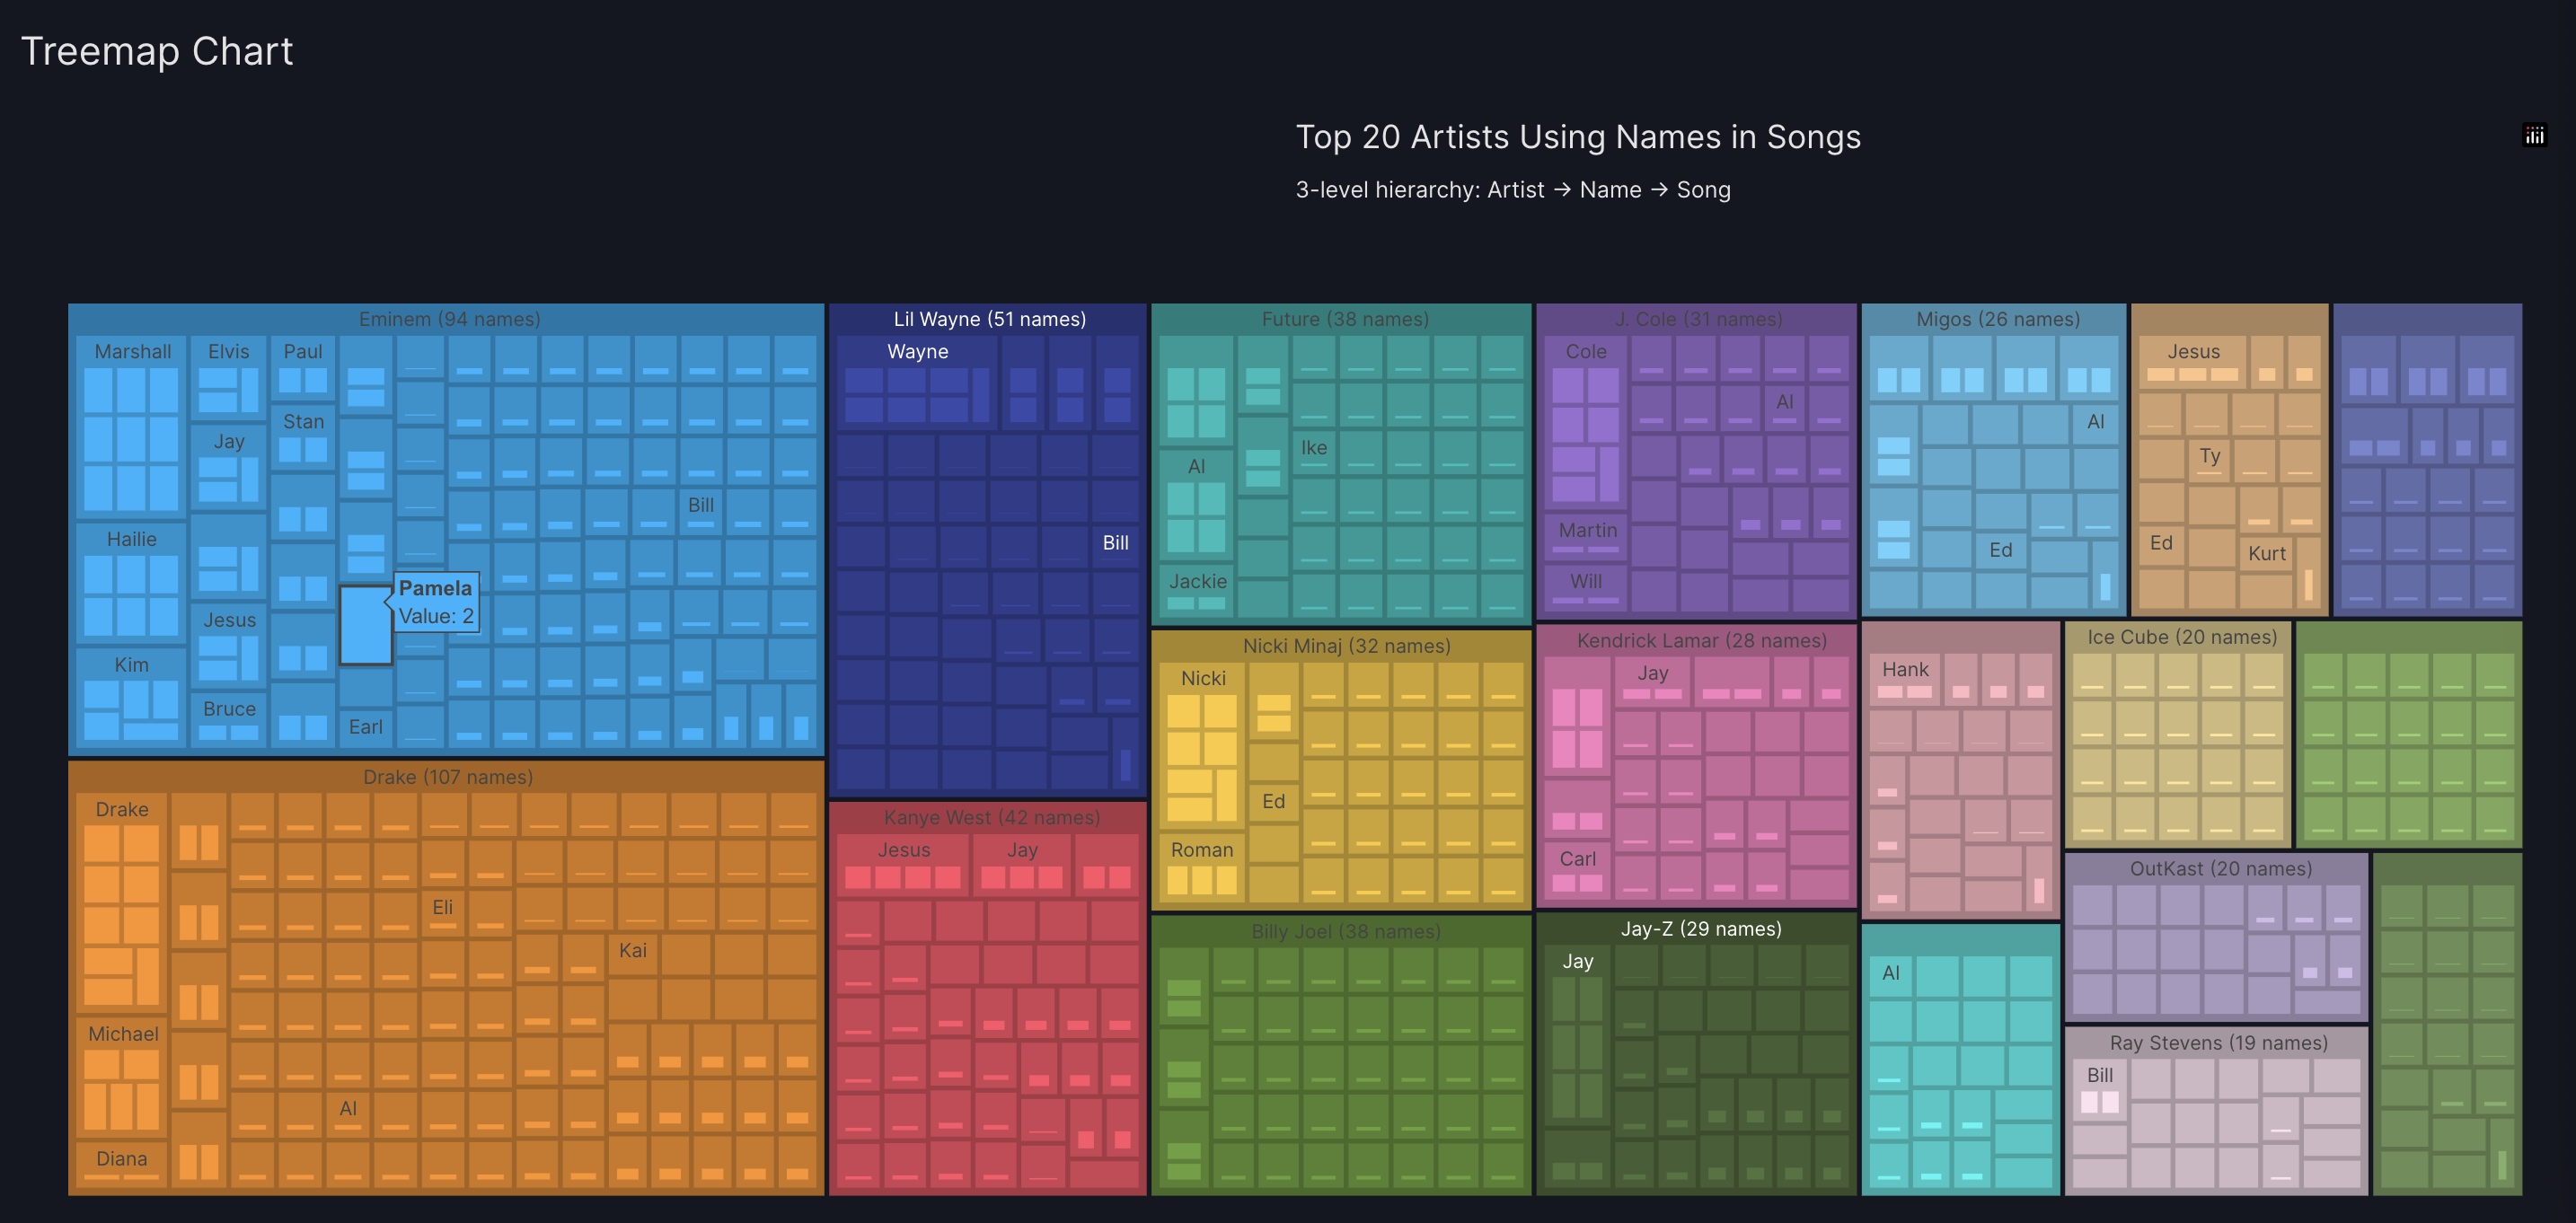 Treemap Chart
Top 20 Artists Using Names in Songs
3-level hierarchy: Artist → Name → Song
Eminem (94 names)
Marshall
Elvis
Paul
Stan
Jay
Bill
Hailie
Pamela
Value: 2
Jesus
Kim
Bruce
Earl
Drake (107 names)
Drake
Eli
Kai
Michael
Al
Diana
Lil Wayne (51 names)
Wayne
Bill
Kanye West (42 names)
Jesus
Jay
Future (38 names)
Ike
Al
Jackie
Nicki Minaj (32 names)
Nicki
Ed
Roman
Billy Joel (38 names)
J. Cole (31 names)
Cole
Al
Martin
Will
Kendrick Lamar (28 names)
Jay
Carl
Jay-Z (29 names)
Jay
Migos (26 names)
Al
Ed
Jesus
Ty
Ed
Kurt
Hank
Ice Cube (20 names)
Al
OutKast (20 names)
Ray Stevens (19 names)
Bill